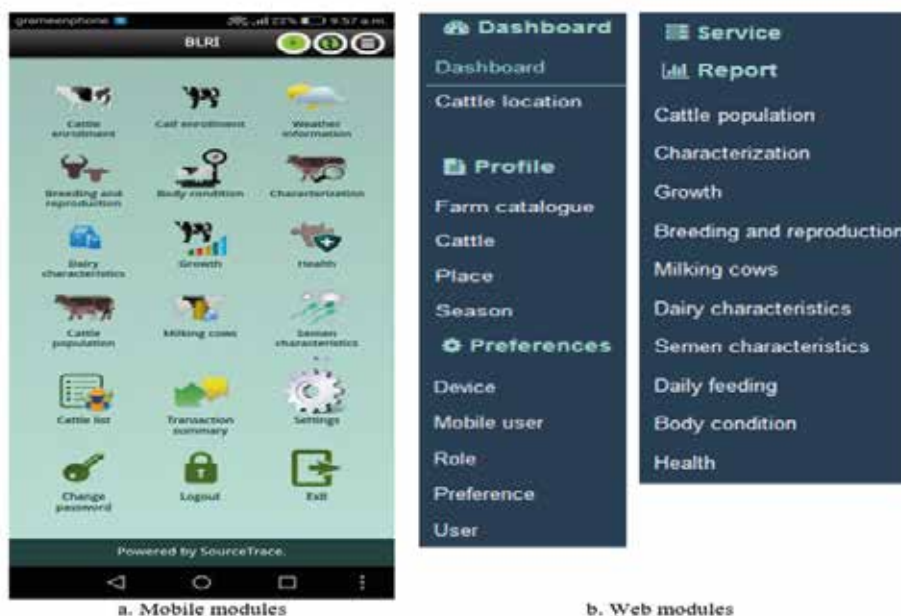 grameenphone 22% 9:57 a.m.
BLRI
Cattle enrollment
Calf enrollment
Weather information
Breeding and reproduction
Body condition
Characterization
Dairy characteristics
Growth
Health
Cattle population
Milking cows
Semen characteristics
Cattle list
Transaction summary
Settings
Change password
Logout
Exit
Powered by SourceTrace.
a. Mobile modules
Dashboard
Dashboard
Cattle location
Profile
Farm catalogue
Cattle
Place
Season
Preferences
Device
Mobile user
Role
Preference
User
Service
Report
Cattle population
Characterization
Growth
Breeding and reproduction
Milking cows
Dairy characteristics
Semen characteristics
Daily feeding
Body condition
Health
b. Web modules